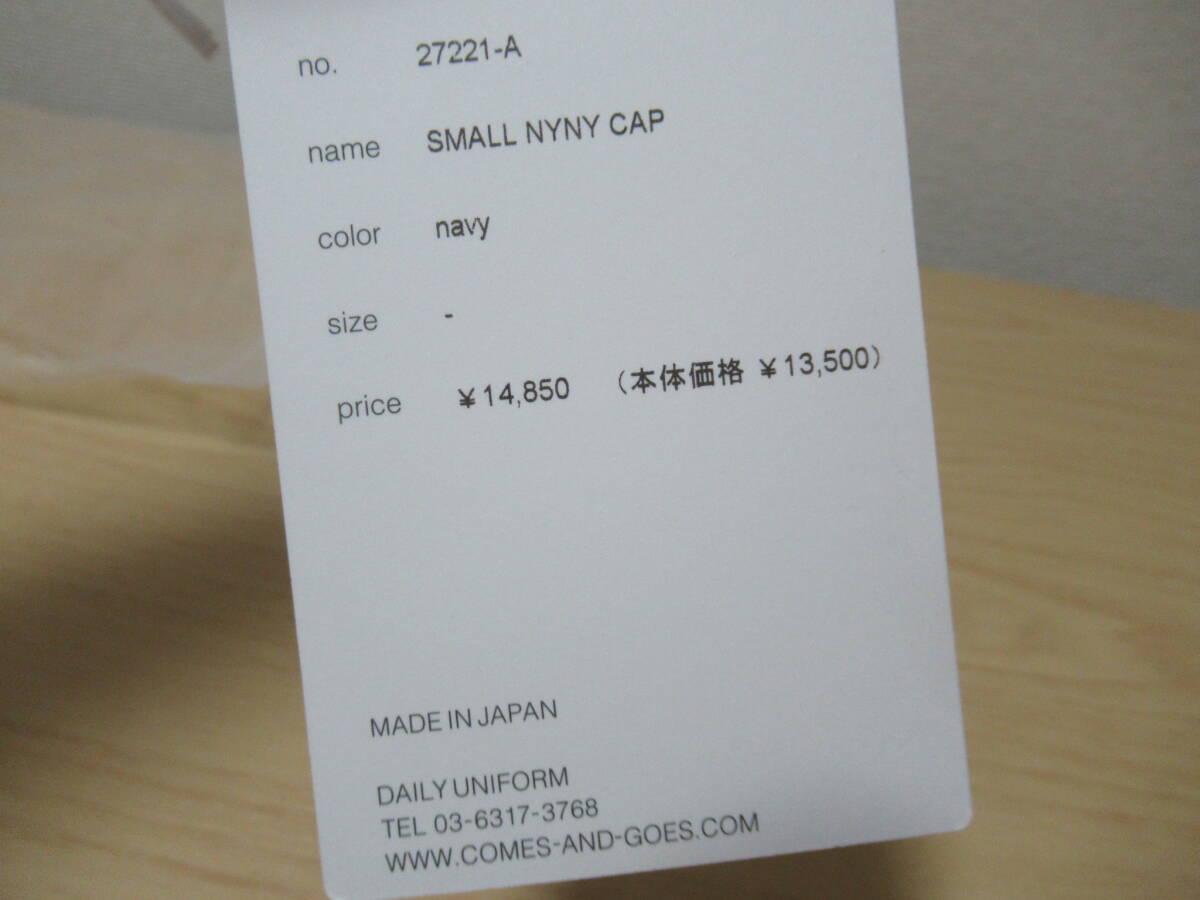 no. 27221-A
name SMALL NYNY CAP
color navy
size -
price ￥14,850 (本体価格 ￥13,500)
MADE IN JAPAN
DAILY UNIFORM
TEL 03-6317-3768
WWW.COMES-AND-GOES.COM